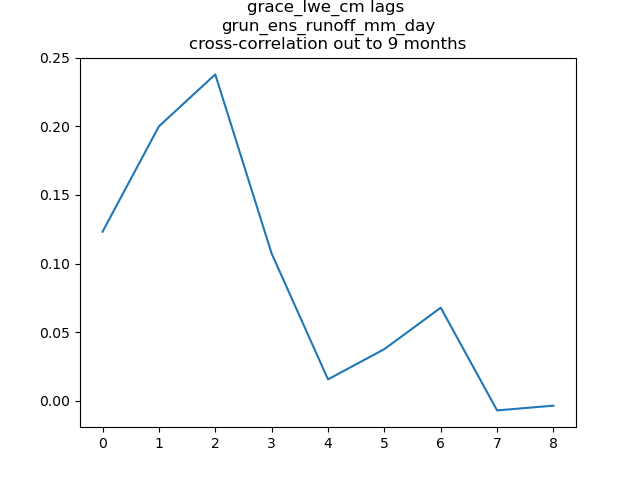 grace_lwe_cm lags
grun_ens_runoff_mm_day
cross-correlation out to 9 months
0.25
0.20
0.15
0.10
0.05
0.00
0 1 2 3 4 5 6 7 8